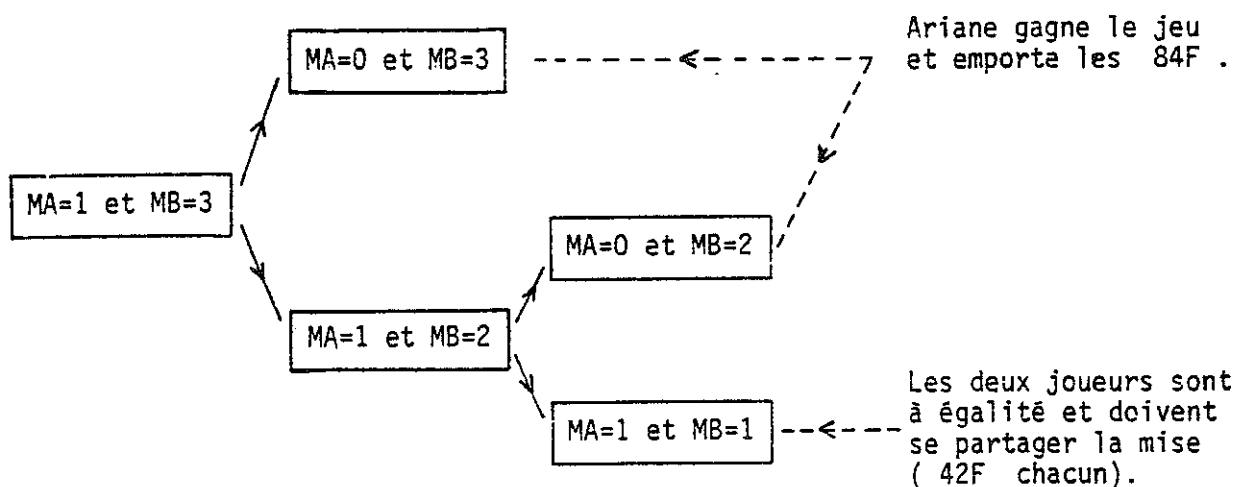 Ariane gagne le jeu
et emporte les 84F .
MA=0 et MB=3
MA=1 et MB=3
MA=0 et MB=2
MA=1 et MB=2
MA=1 et MB=1
Les deux joueurs sont
à égalité et doivent
se partager la mise
( 42F chacun).